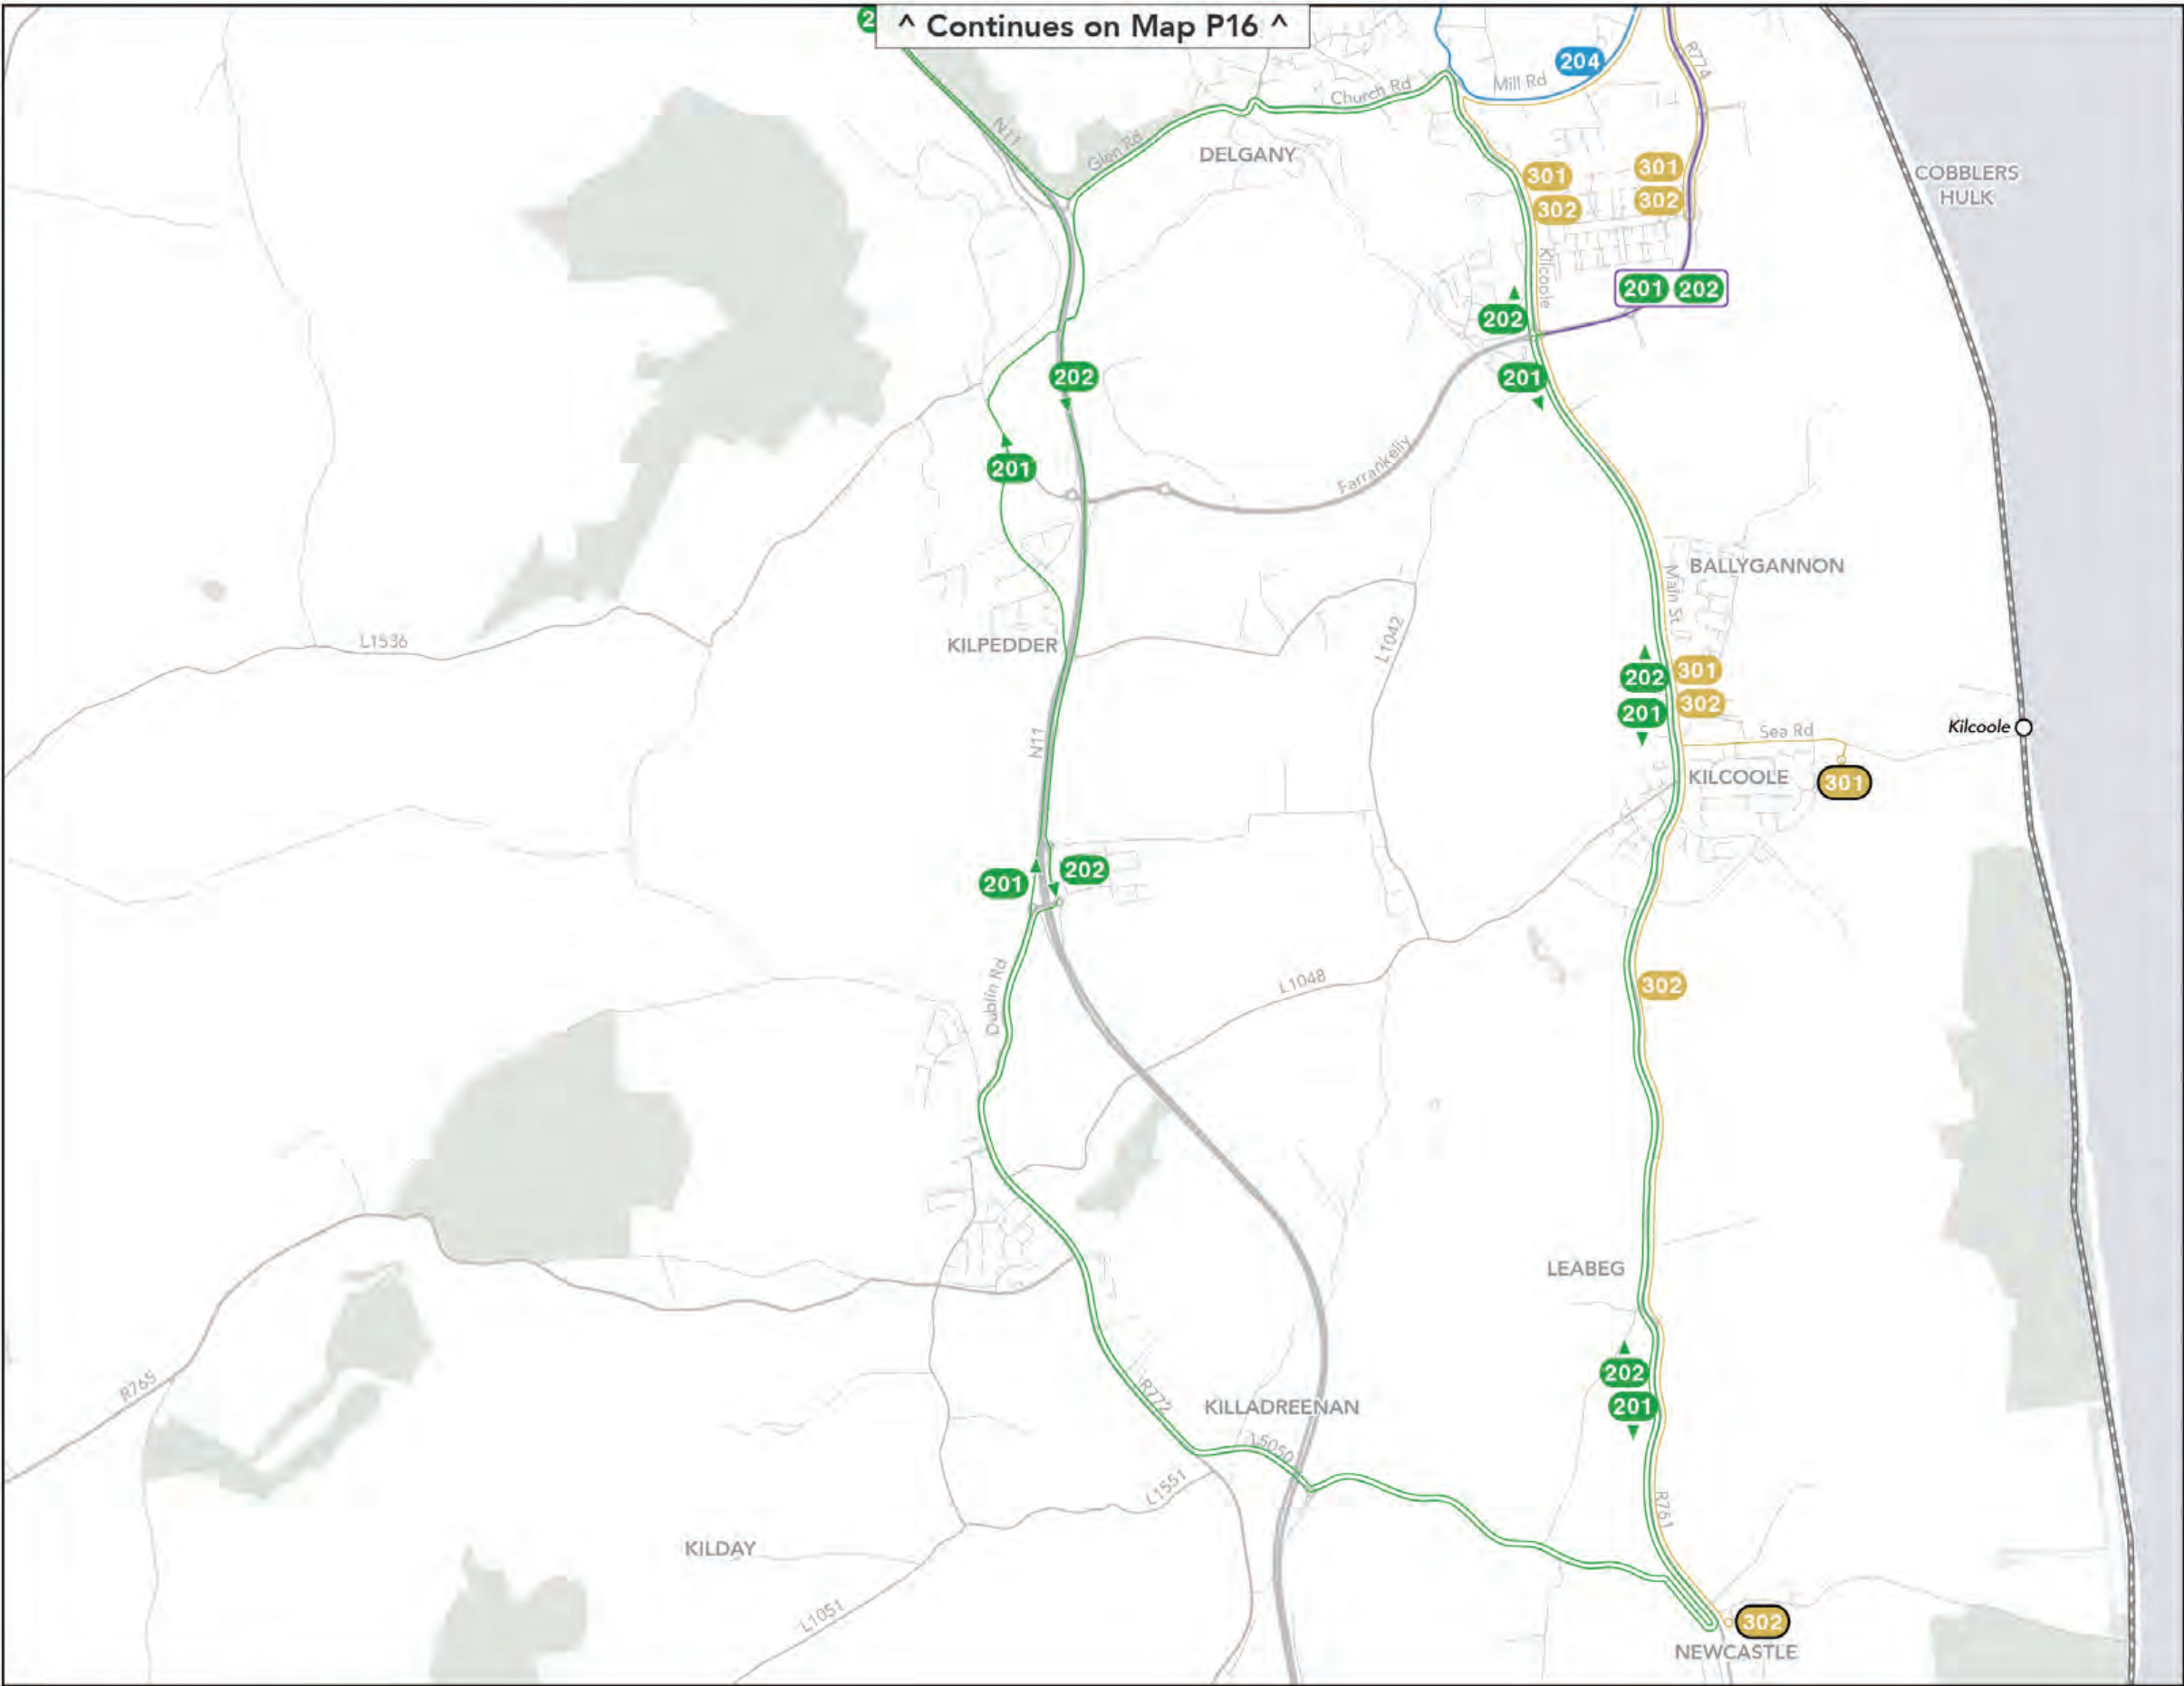 ^ Continues on Map P16 ^
2
204
R774
Mill Rd
Church Rd
N11
Glen Rd
DELGANY
COBBLERS
HULK
301
302
301
302
Kilcoole
201 202
202
201
202
201
Farrankelly
BALLYGANNON
Main St
L1536
KILPEDDER
L1042
202
201
301
302
N11
Sea Rd
Kilcoole
KILCOOLE
301
201
202
302
Dublin Rd
L1048
LEABEG
202
201
R765
R772
KILLADREENAN
L5050
L1551
R761
KILDAY
L1051
302
NEWCASTLE